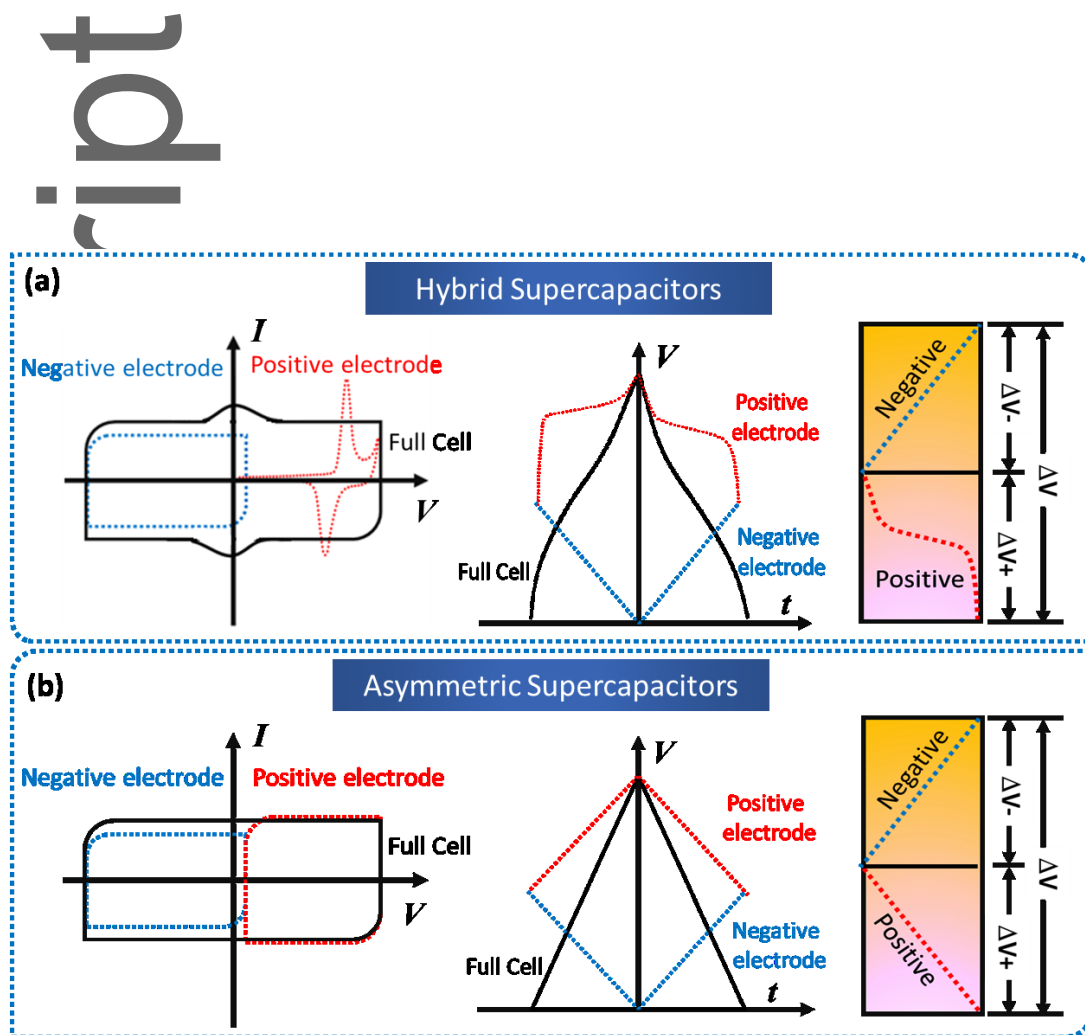 ript
(a)
Hybrid Supercapacitors
I
Negative electrode
Positive electrode
Full Cell
V
V
Positive
electrode
Negative
electrode
Full Cell
t
Negative
Positive
ΔV-
ΔV+
ΔV
(b)
Asymmetric Supercapacitors
I
Negative electrode
Positive electrode
Full Cell
V
V
Positive
electrode
Negative
electrode
Full Cell
t
Negative
Positive
ΔV-
ΔV+
ΔV